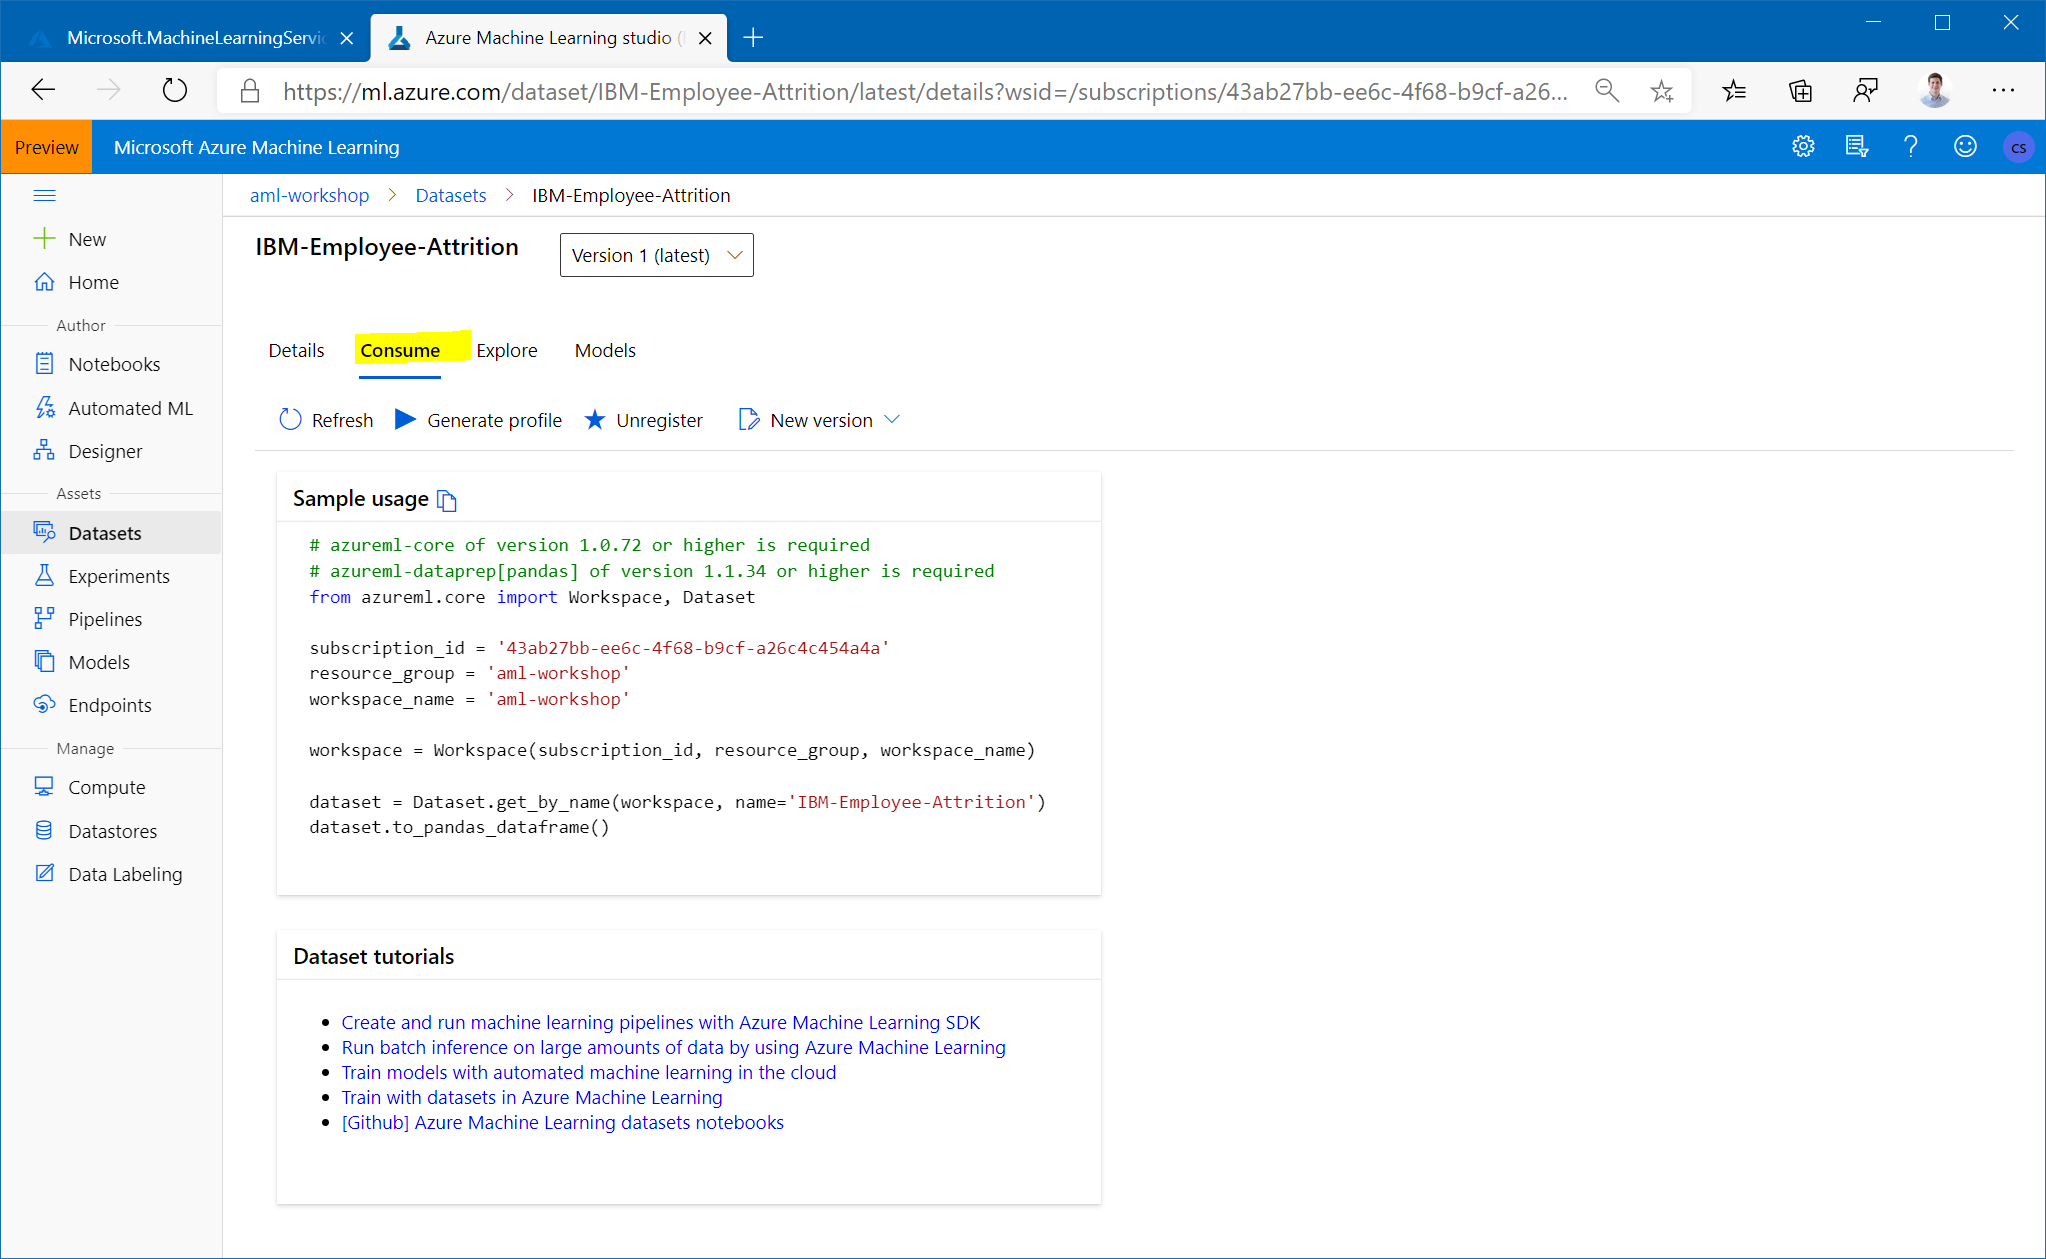 Microsoft.MachineLearningServic
Azure Machine Learning studio (
https://ml.azure.com/dataset/IBM-Employee-Attrition/latest/details?wsid=/subscriptions/43ab27bb-ee6c-4f68-b9cf-a26...
Preview
Microsoft Azure Machine Learning
CS
aml-workshop > Datasets > IBM-Employee-Attrition
New
Home
Author
Notebooks
Automated ML
Designer
Assets
Datasets
Experiments
Pipelines
Models
Endpoints
Manage
Compute
Datastores
Data Labeling
IBM-Employee-Attrition
Version 1 (latest)
Details Consume Explore Models
Refresh Generate profile Unregister New version
Sample usage
# azureml-core of version 1.0.72 or higher is required
# azureml-dataprep[pandas] of version 1.1.34 or higher is required
from azureml.core import Workspace, Dataset
subscription_id = '43ab27bb-ee6c-4f68-b9cf-a26c4c454a4a'
resource_group = 'aml-workshop'
workspace_name = 'aml-workshop'
workspace = Workspace(subscription_id, resource_group, workspace_name)
dataset = Dataset.get_by_name(workspace, name='IBM-Employee-Attrition')
dataset.to_pandas_dataframe()
Dataset tutorials
• Create and run machine learning pipelines with Azure Machine Learning SDK
• Run batch inference on large amounts of data by using Azure Machine Learning
• Train models with automated machine learning in the cloud
• Train with datasets in Azure Machine Learning
• [Github] Azure Machine Learning datasets notebooks